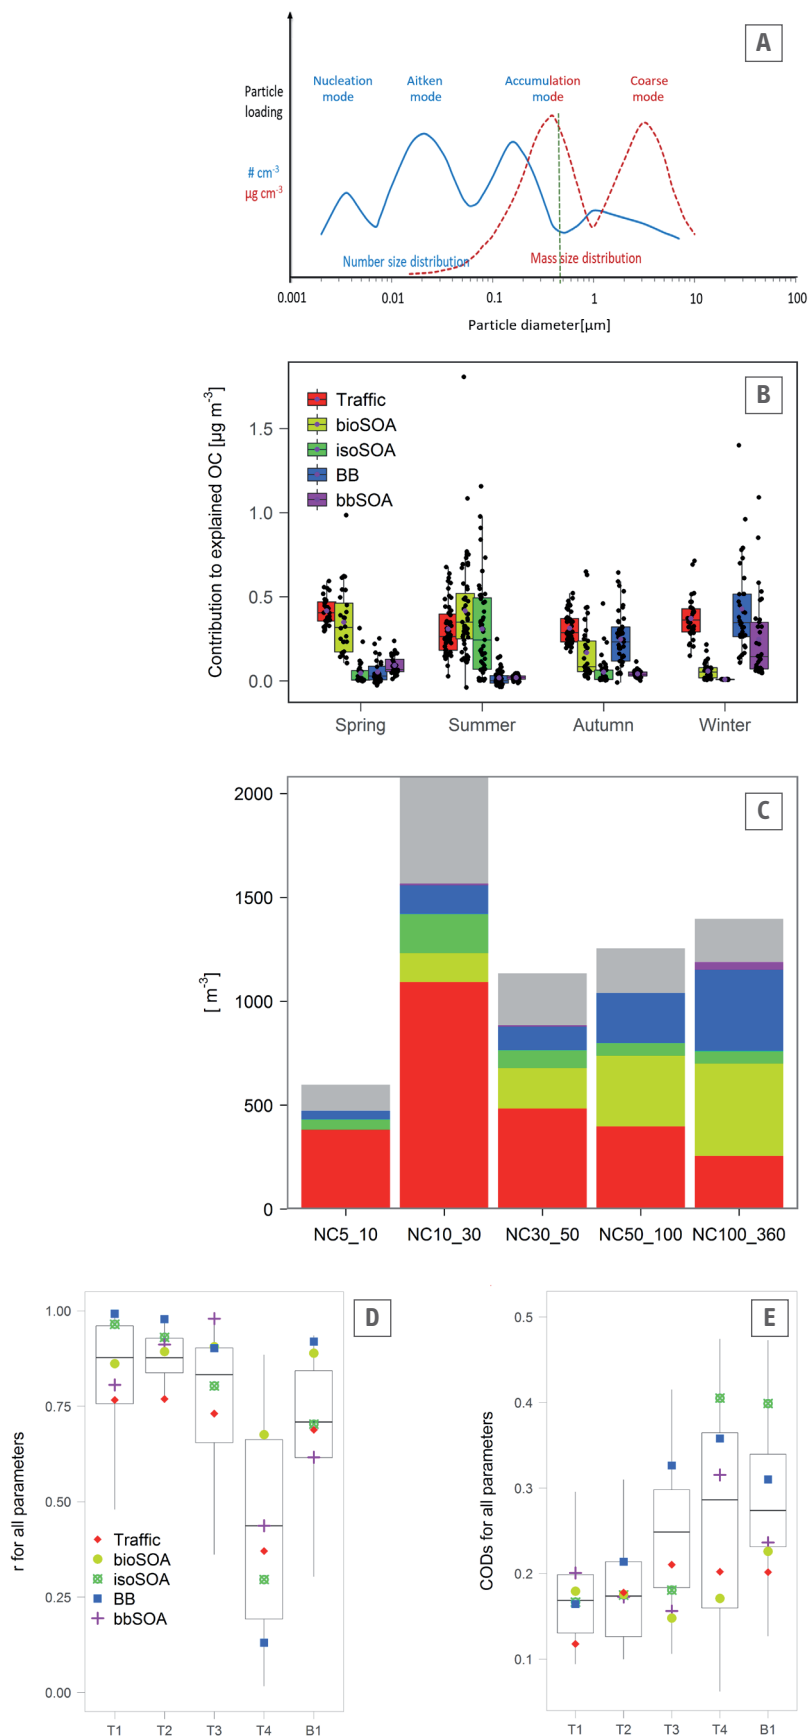 A
Nucleation mode
Aitken mode
Accumulation mode
Coarse mode
Particle loading
# cm-3
µg cm-3
Number size distribution
Mass size distribution
0.001 0.01 0.1 1 10 100
Particle diameter[µm]
B
Contribution to explained OC [µg m-3)
Traffic
bioSOA
isoSOA
BB
bbSOA
1.5
1.0
0.5
0.0
Spring Summer Autumn Winter
C
[ m-3]
2000
1500
1000
500
0
NC5_10 NC10_30 NC30_50 NC50_100 NC100_360
D
r for all parameters
1.00
0.75
0.50
0.25
0.00
Traffic
bioSOA
isoSOA
BB
bbSOA
T1 T2 T3 T4 B1
E
CODs for all parameters
0.5
0.4
0.3
0.2
0.1
T1 T2 T3 T4 B1